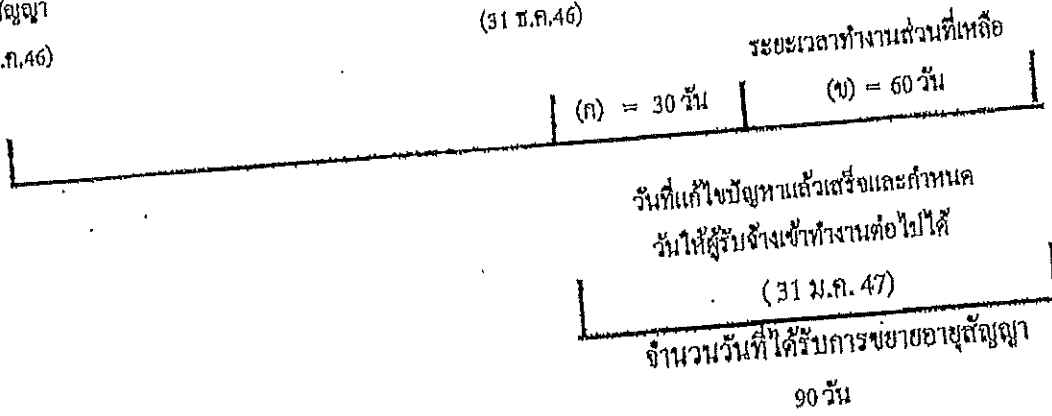 ัญญา
.ค.46)
(31 ธ.ค.46)
ระยะเวลาทำงานส่วนที่เหลือ
(ก) = 30 วัน
(ข) = 60 วัน
วันที่แก้ไขปัญหาแล้วเสร็จและกำหนด
วันให้ผู้รับจ้างเข้าทำงานต่อไปได้
(31 ม.ค. 47)
จำนวนวันที่ได้รับการขยายอายุสัญญา
90 วัน